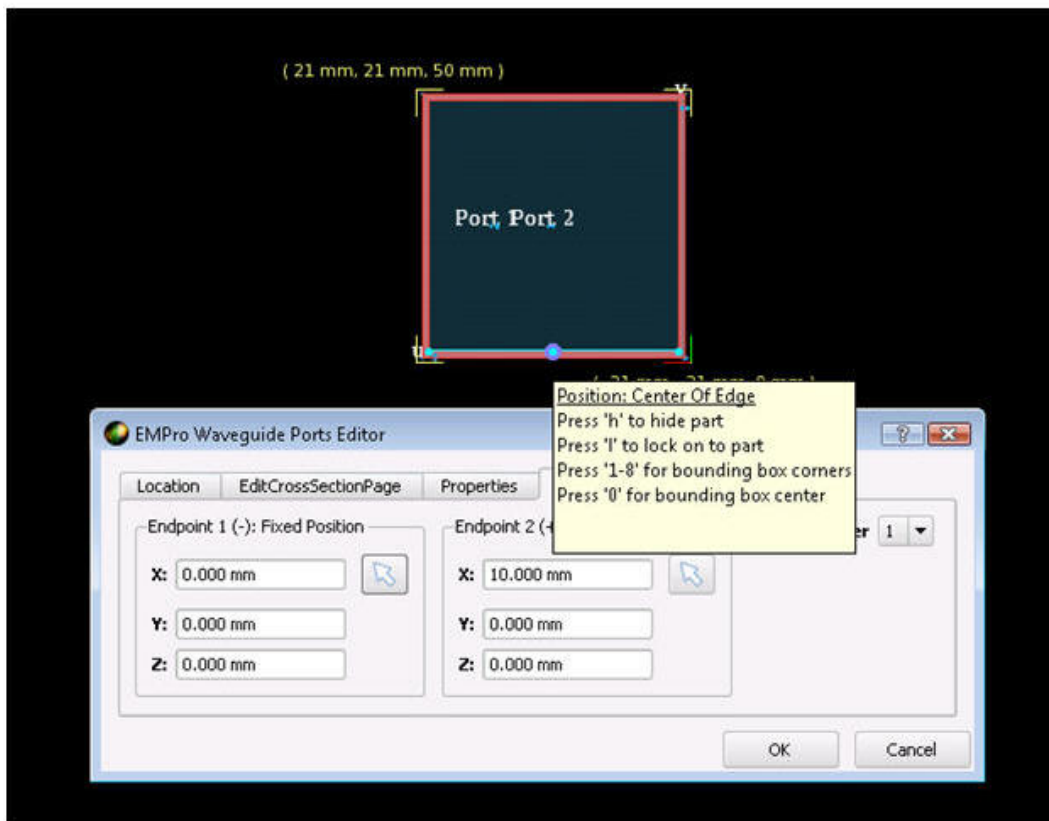 ( 21 mm, 21 mm, 50 mm )
v
Port 1 Port 2
u
Position: Center Of Edge
Press 'h' to hide part
Press 'l' to lock on to part
Press '1-8' for bounding box corners
Press '0' for bounding box center
EMPro Waveguide Ports Editor
Location EditCrossSectionPage Properties
Endpoint 1 (-): Fixed Position Endpoint 2 (+ 1
X: 0.000 mm X: 10.000 mm
Y: 0.000 mm Y: 0.000 mm
Z: 0.000 mm Z: 0.000 mm
OK Cancel